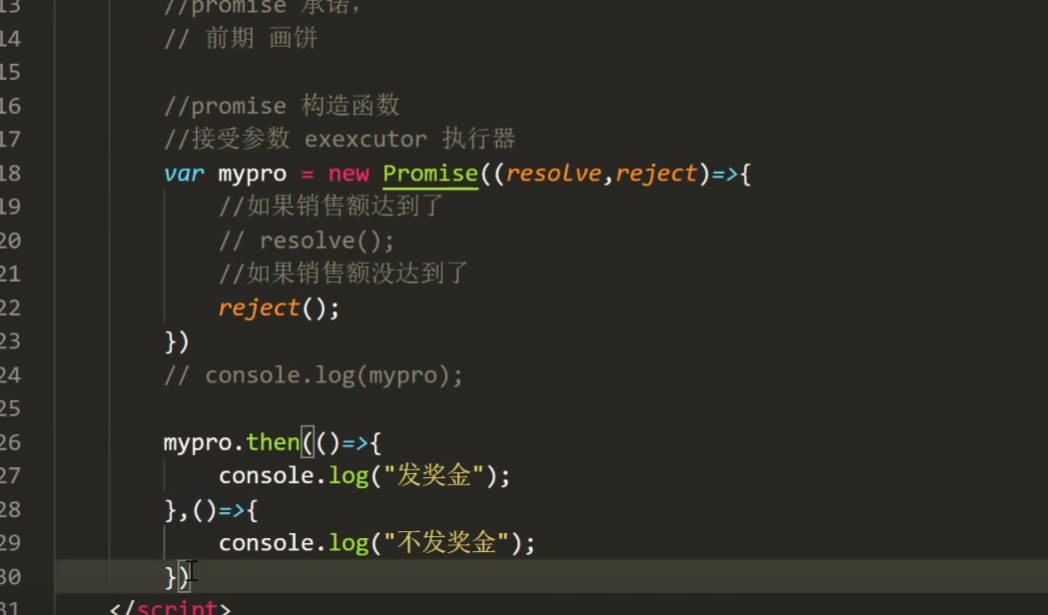 13 //promise 承诺，
14 // 前期 画饼
15
16 //promise 构造函数
17 //接受参数 exexcutor 执行器
18 var mypro = new Promise((resolve,reject)=>{
19 //如果销售额达到了
20 // resolve();
21 //如果销售额没达到了
22 reject();
23 })
24 // console.log(mypro);
25
26 mypro.then(()=>{
27 console.log("发奖金");
28 },()=>{
29 console.log("不发奖金");
30 })
31 </script>